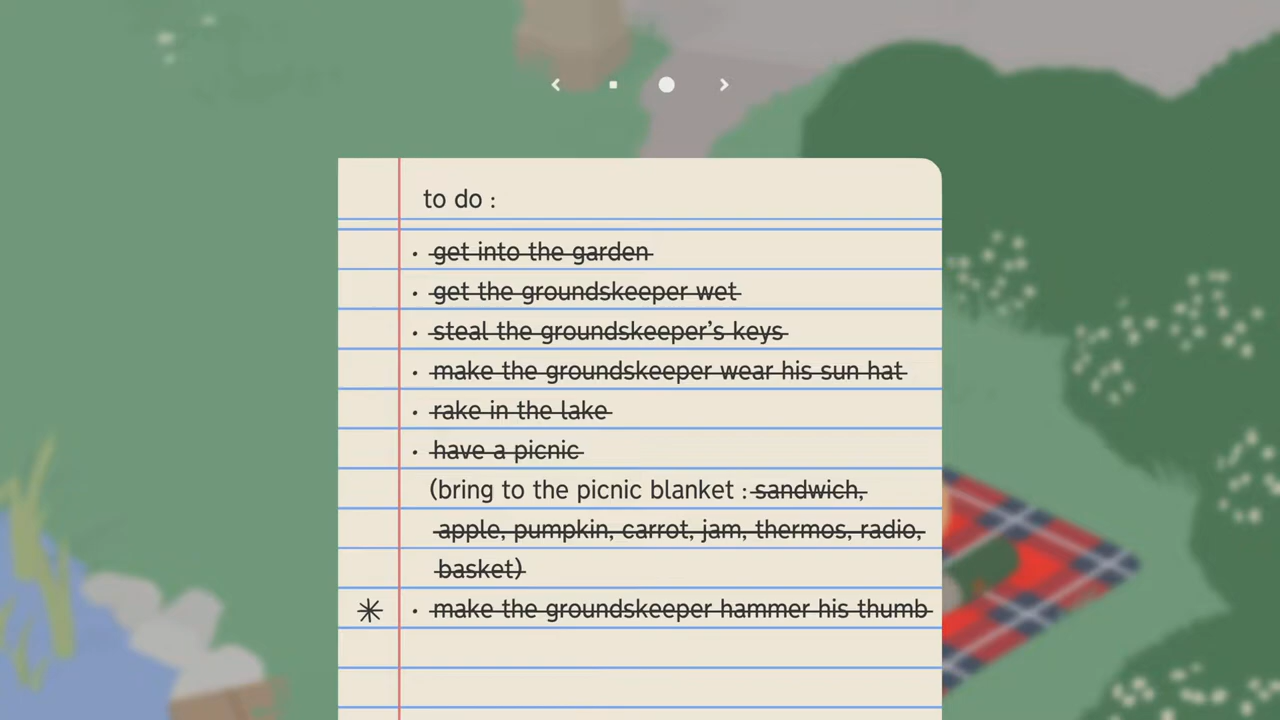 to do :
• get into the garden
• get the groundskeeper wet
• steal the groundskeeper’s keys
• make the groundskeeper wear his sun hat
• rake in the lake
• have a picnic
(bring to the picnic blanket : sandwich,
apple, pumpkin, carrot, jam, thermos, radio,
basket)
• make the groundskeeper hammer his thumb